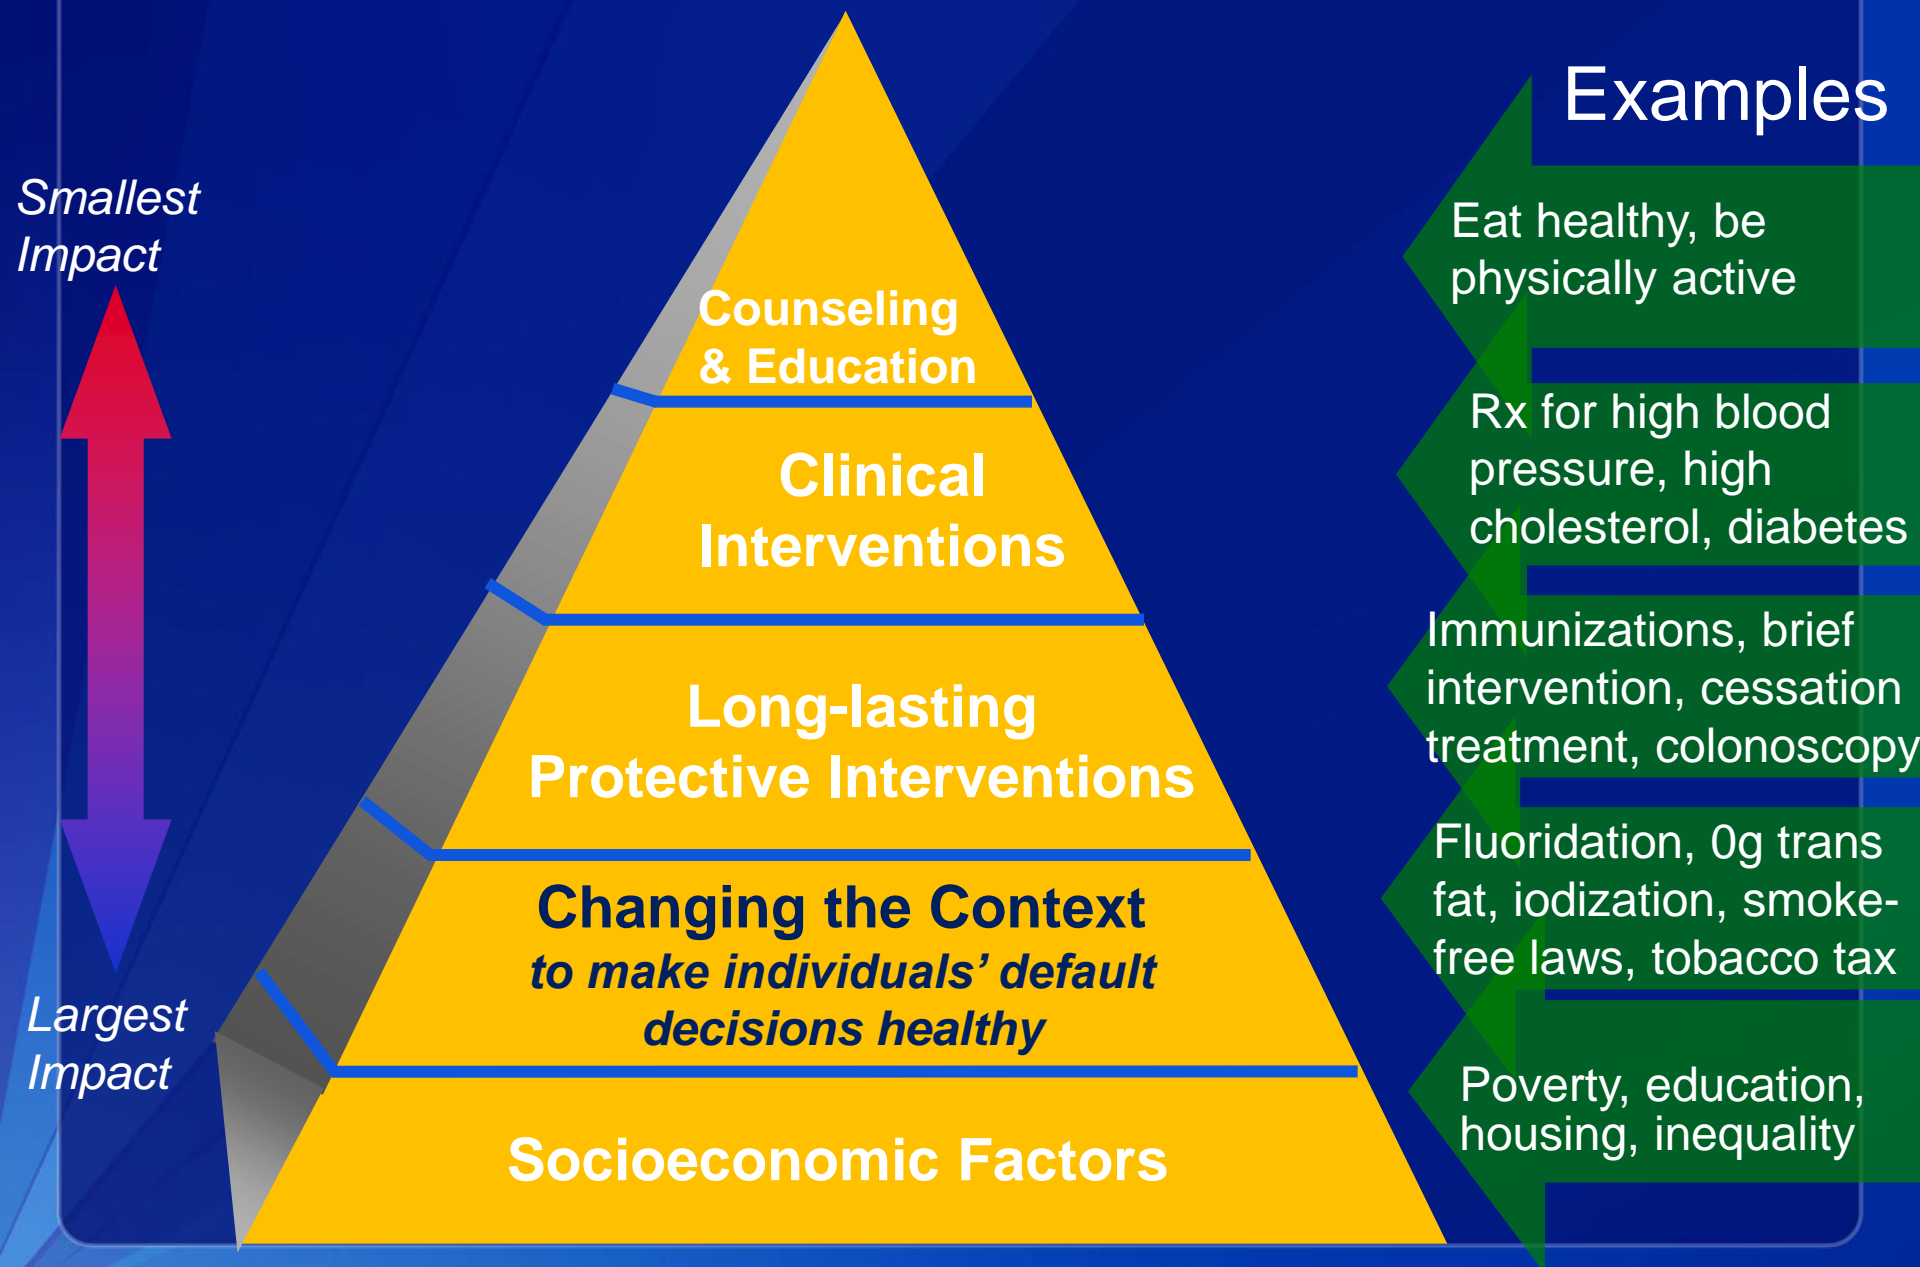 Examples
Smallest
Impact
Counseling
& Education
Eat healthy, be
physically active
Clinical
Interventions
Rx for high blood
pressure, high
cholesterol, diabetes
Long-lasting
Protective Interventions
Immunizations, brief
intervention, cessation
treatment, colonoscopy
Changing the Context
to make individuals’ default
decisions healthy
Fluoridation, 0g trans
fat, iodization, smoke-
free laws, tobacco tax
Largest
Impact
Socioeconomic Factors
Poverty, education,
housing, inequality